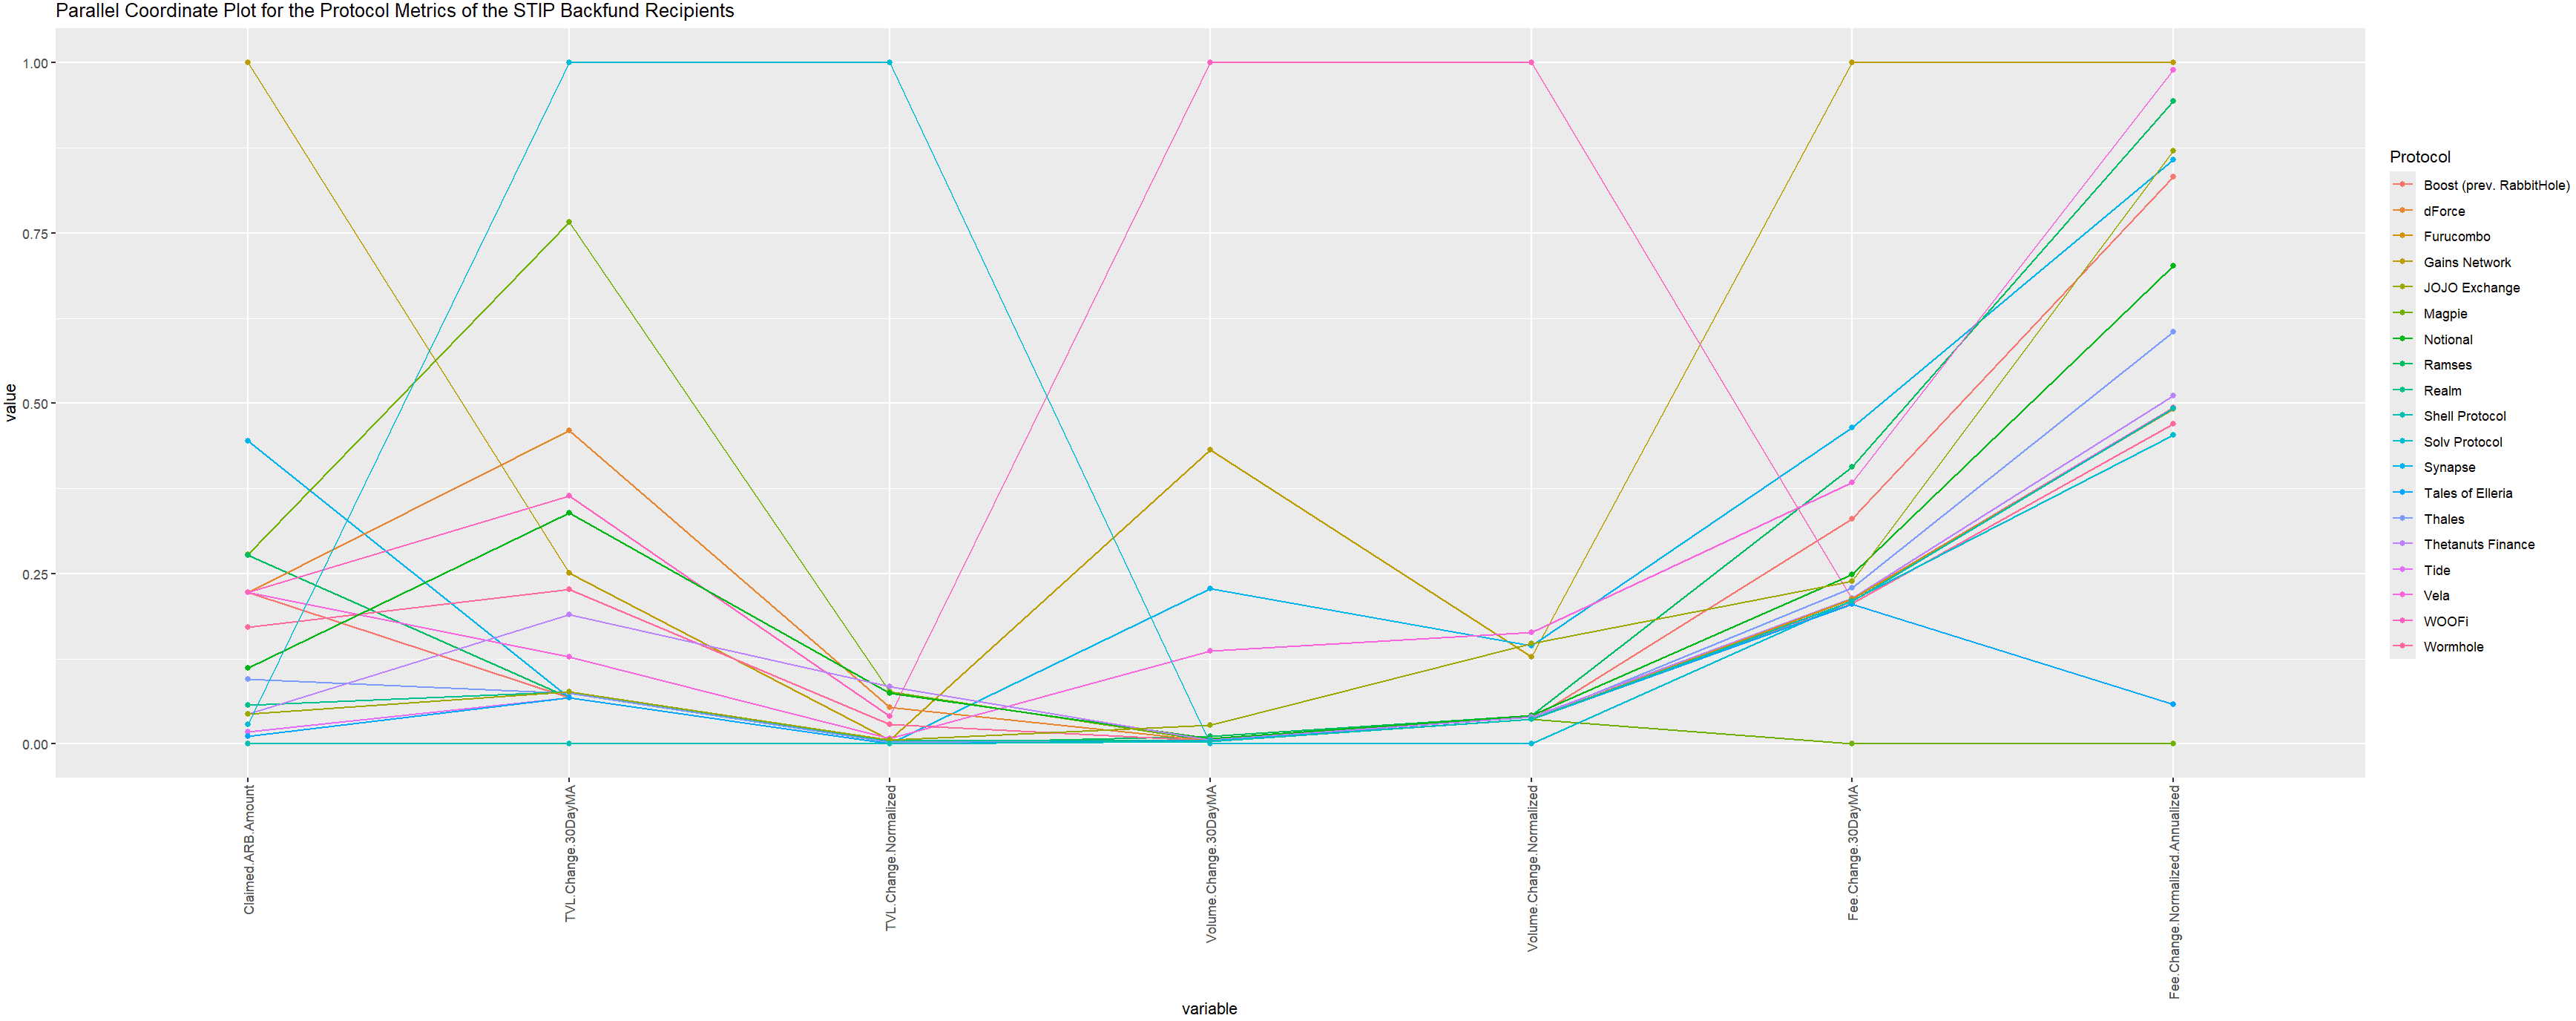 Parallel Coordinate Plot for the Protocol Metrics of the STIP Backfund Recipients
1.00
0.75
0.50
0.25
0.00
value
Claimed.ARB.Amount
TVL.Change.30DayMA
TVL.Change.Normalized
Volume.Change.30DayMA
Volume.Change.Normalized
Fee.Change.30DayMA
Fee.Change.Normalized.Annualized
variable
Protocol
Boost (prev. RabbitHole)
dForce
Furucombo
Gains Network
JOJO Exchange
Magpie
Notional
Ramses
Realm
Shell Protocol
Solv Protocol
Synapse
Tales of Elleria
Thales
Thetanuts Finance
Tide
Vela
WOOFi
Wormhole